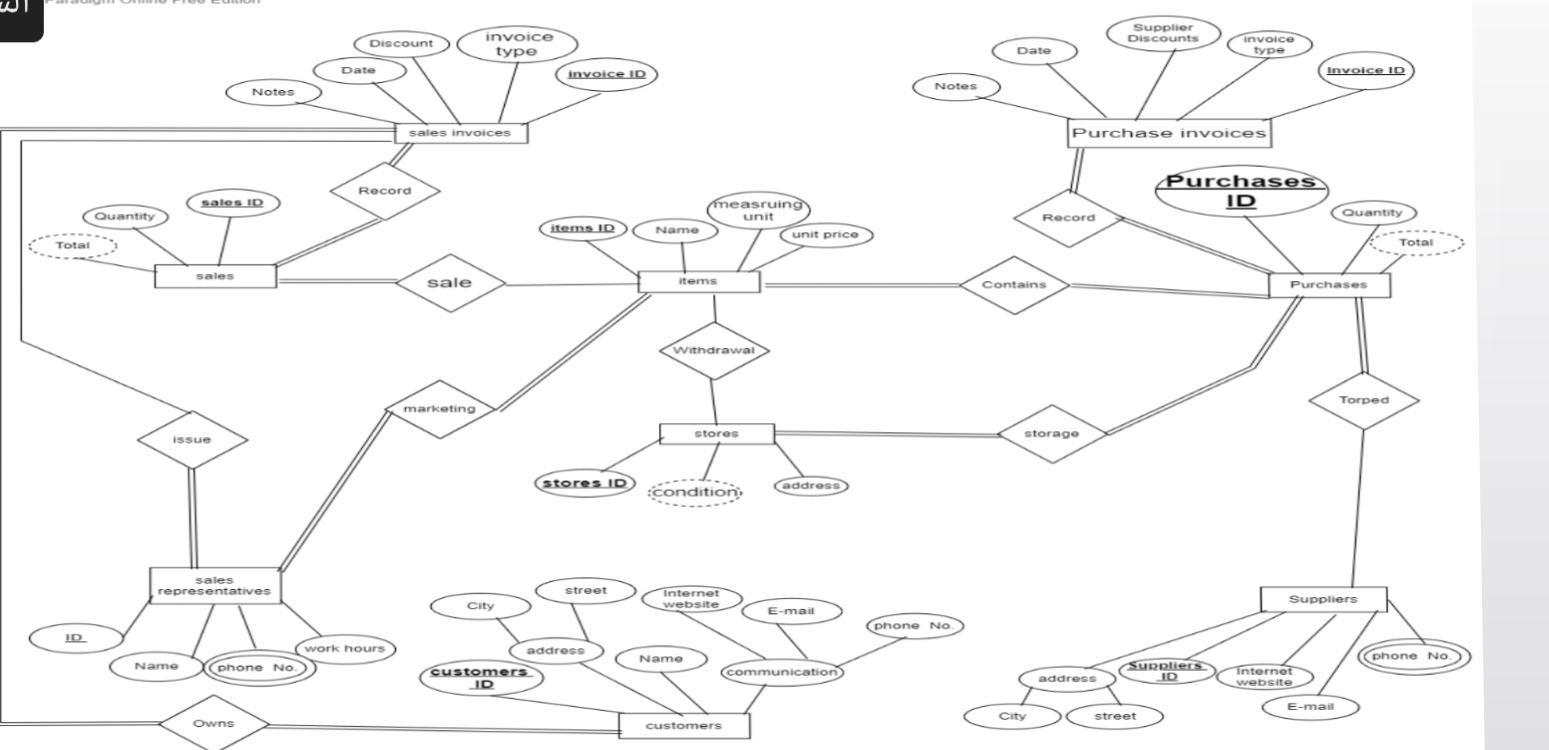 Paradigm Online Free Edition
Discount
invoice
type
Date
invoice ID
Notes
sales invoices
Supplier
Discounts
Date
invoice
type
Invoice ID
Notes
Purchase invoices
Record
sales ID
Quantity
Total
sales
sale
items ID
Name
measruing
unit
unit price
items
Contains
Record
Purchases
ID
Quantity
Total
Purchases
Withdrawal
marketing
issue
stores
storage
Torped
stores ID
condition
address
sales
representatives
ID
Name
phone No.
work hours
City
street
Internet
website
E-mail
phone No.
address
Name
communication
customers
ID
customers
Owns
Suppliers
address
Suppliers
ID
Internet
website
phone No.
City
street
E-mail